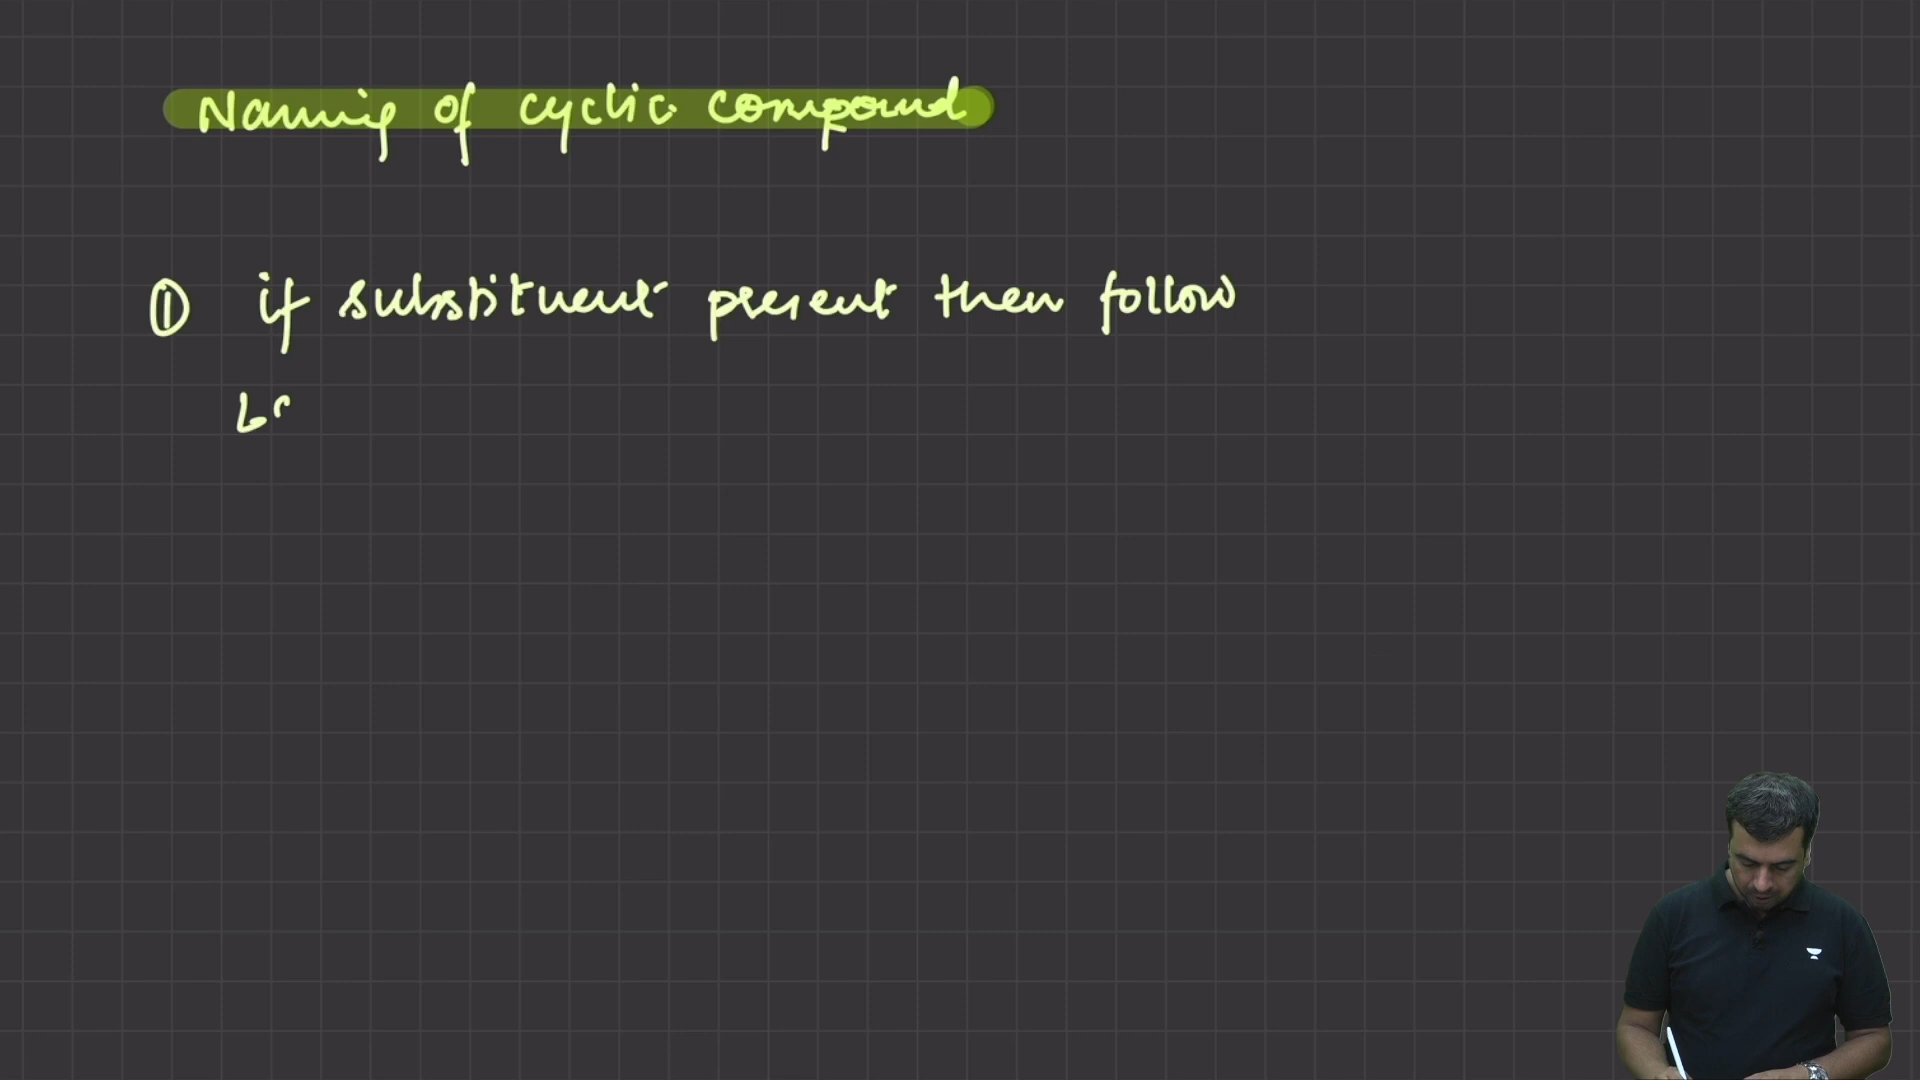 Naming of cyclic compound
① if substituent present then follow